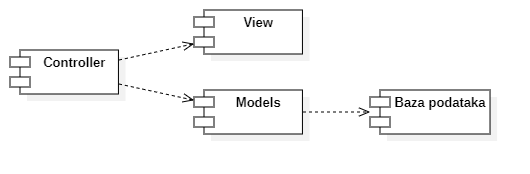 View
Controller
Models
Baza podataka